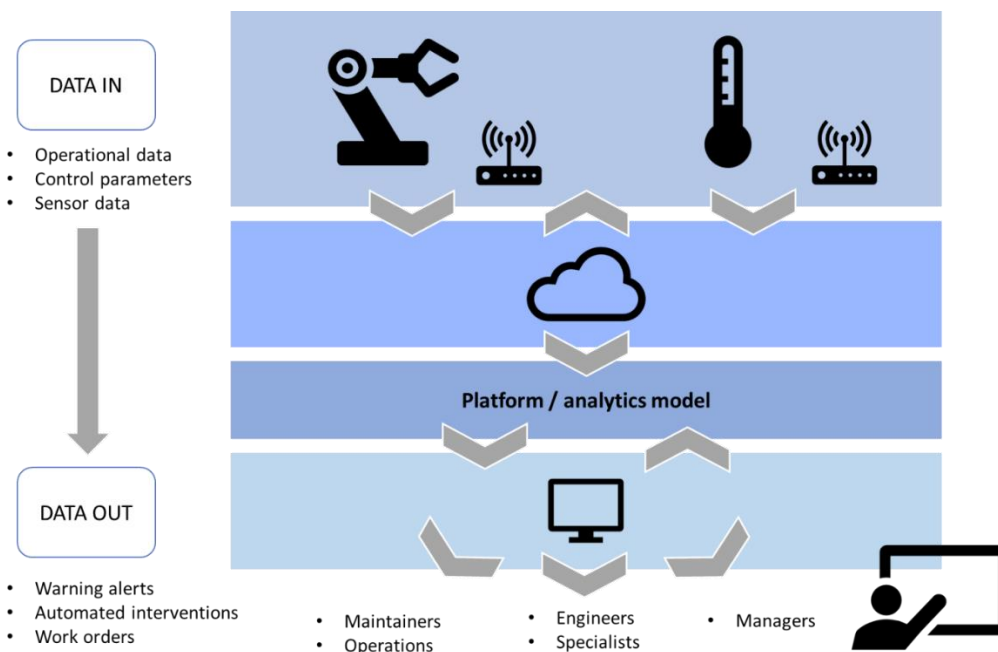 DATA IN
• Operational data
• Control parameters
• Sensor data
Platform / analytics model
DATA OUT
• Warning alerts
• Automated interventions
• Work orders
• Maintainers
• Operations
• Engineers
• Specialists
• Managers